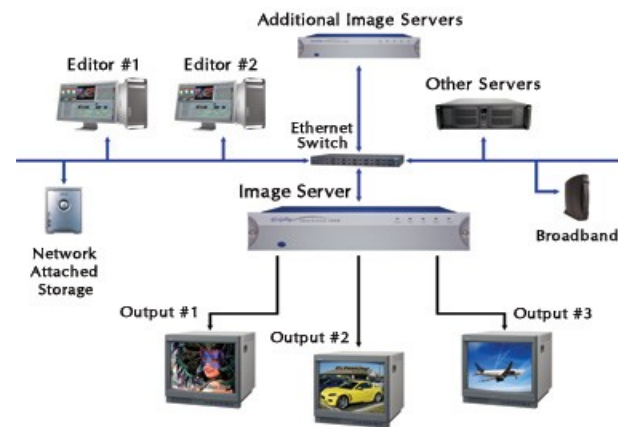 Additional Image Servers
Editor #1
Editor #2
Other Servers
Ethernet
Switch
Image Server
Network
Attached
Storage
Broadband
Output #1
Output #2
Output #3